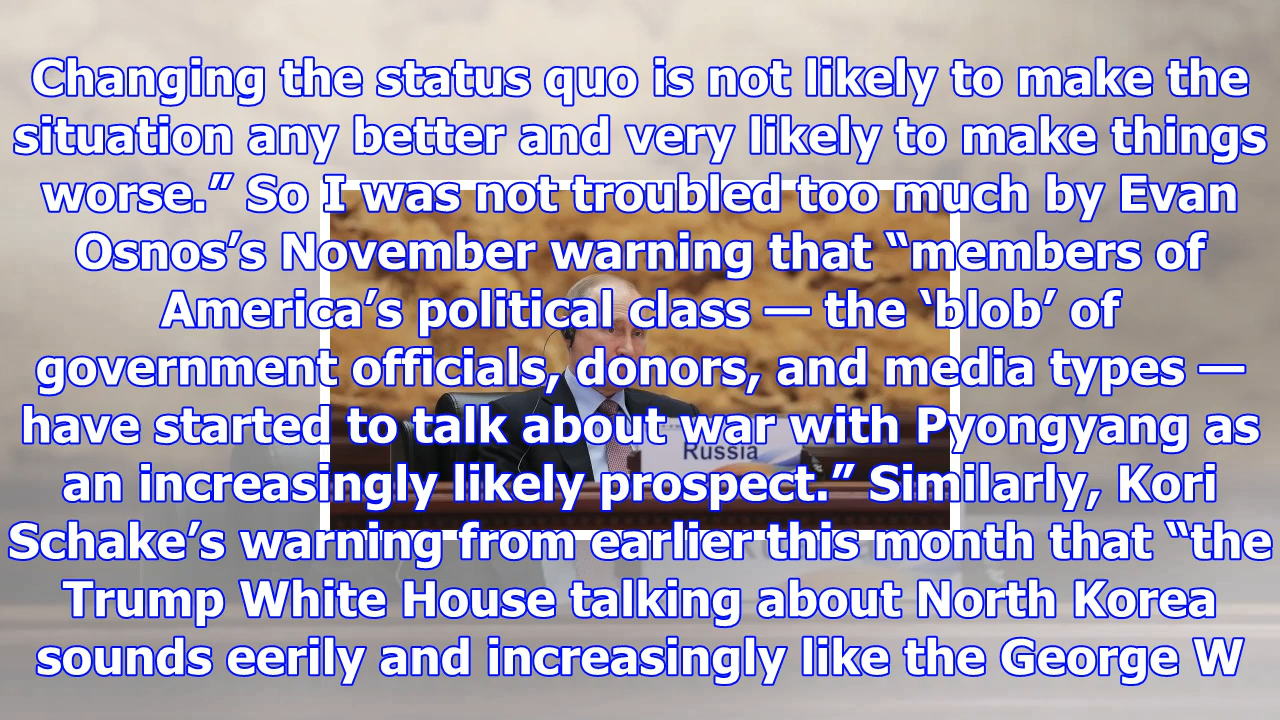 Changing the status quo is not likely to make the
situation any better and very likely to make things
worse.” So I was not troubled too much by Evan
Osnos’s November warning that “members of
America’s political class — the ‘blob’ of
government officials, donors, and media types —
have started to talk about war with Pyongyang as
Russia
an increasingly likely prospect.” Similarly, Kori
Schake’s warning from earlier this month that “the
Trump White House talking about North Korea
sounds eerily and increasingly like the George W